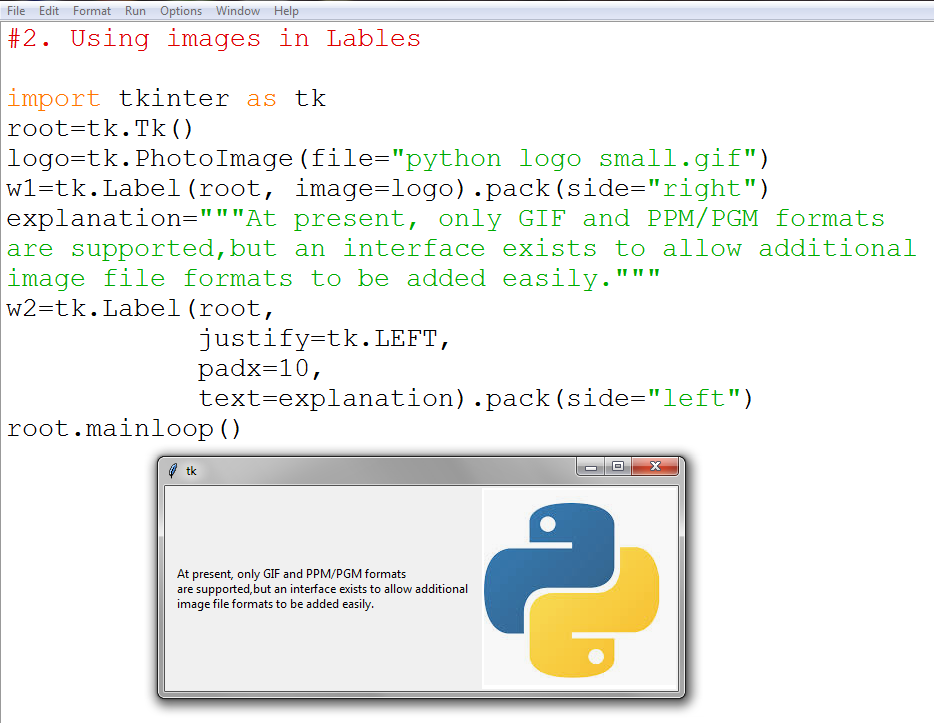 File Edit Format Run Options Window Help
#2. Using images in Lables
import tkinter as tk
root=tk.Tk()
logo=tk.PhotoImage(file="python logo small.gif")
w1=tk.Label(root, image=logo).pack(side="right")
explanation="""At present, only GIF and PPM/PGM formats
are supported,but an interface exists to allow additional
image file formats to be added easily."""
w2=tk.Label(root,
justify=tk.LEFT,
padx=10,
text=explanation).pack(side="left")
root.mainloop()
tk
At present, only GIF and PPM/PGM formats
are supported,but an interface exists to allow additional
image file formats to be added easily.